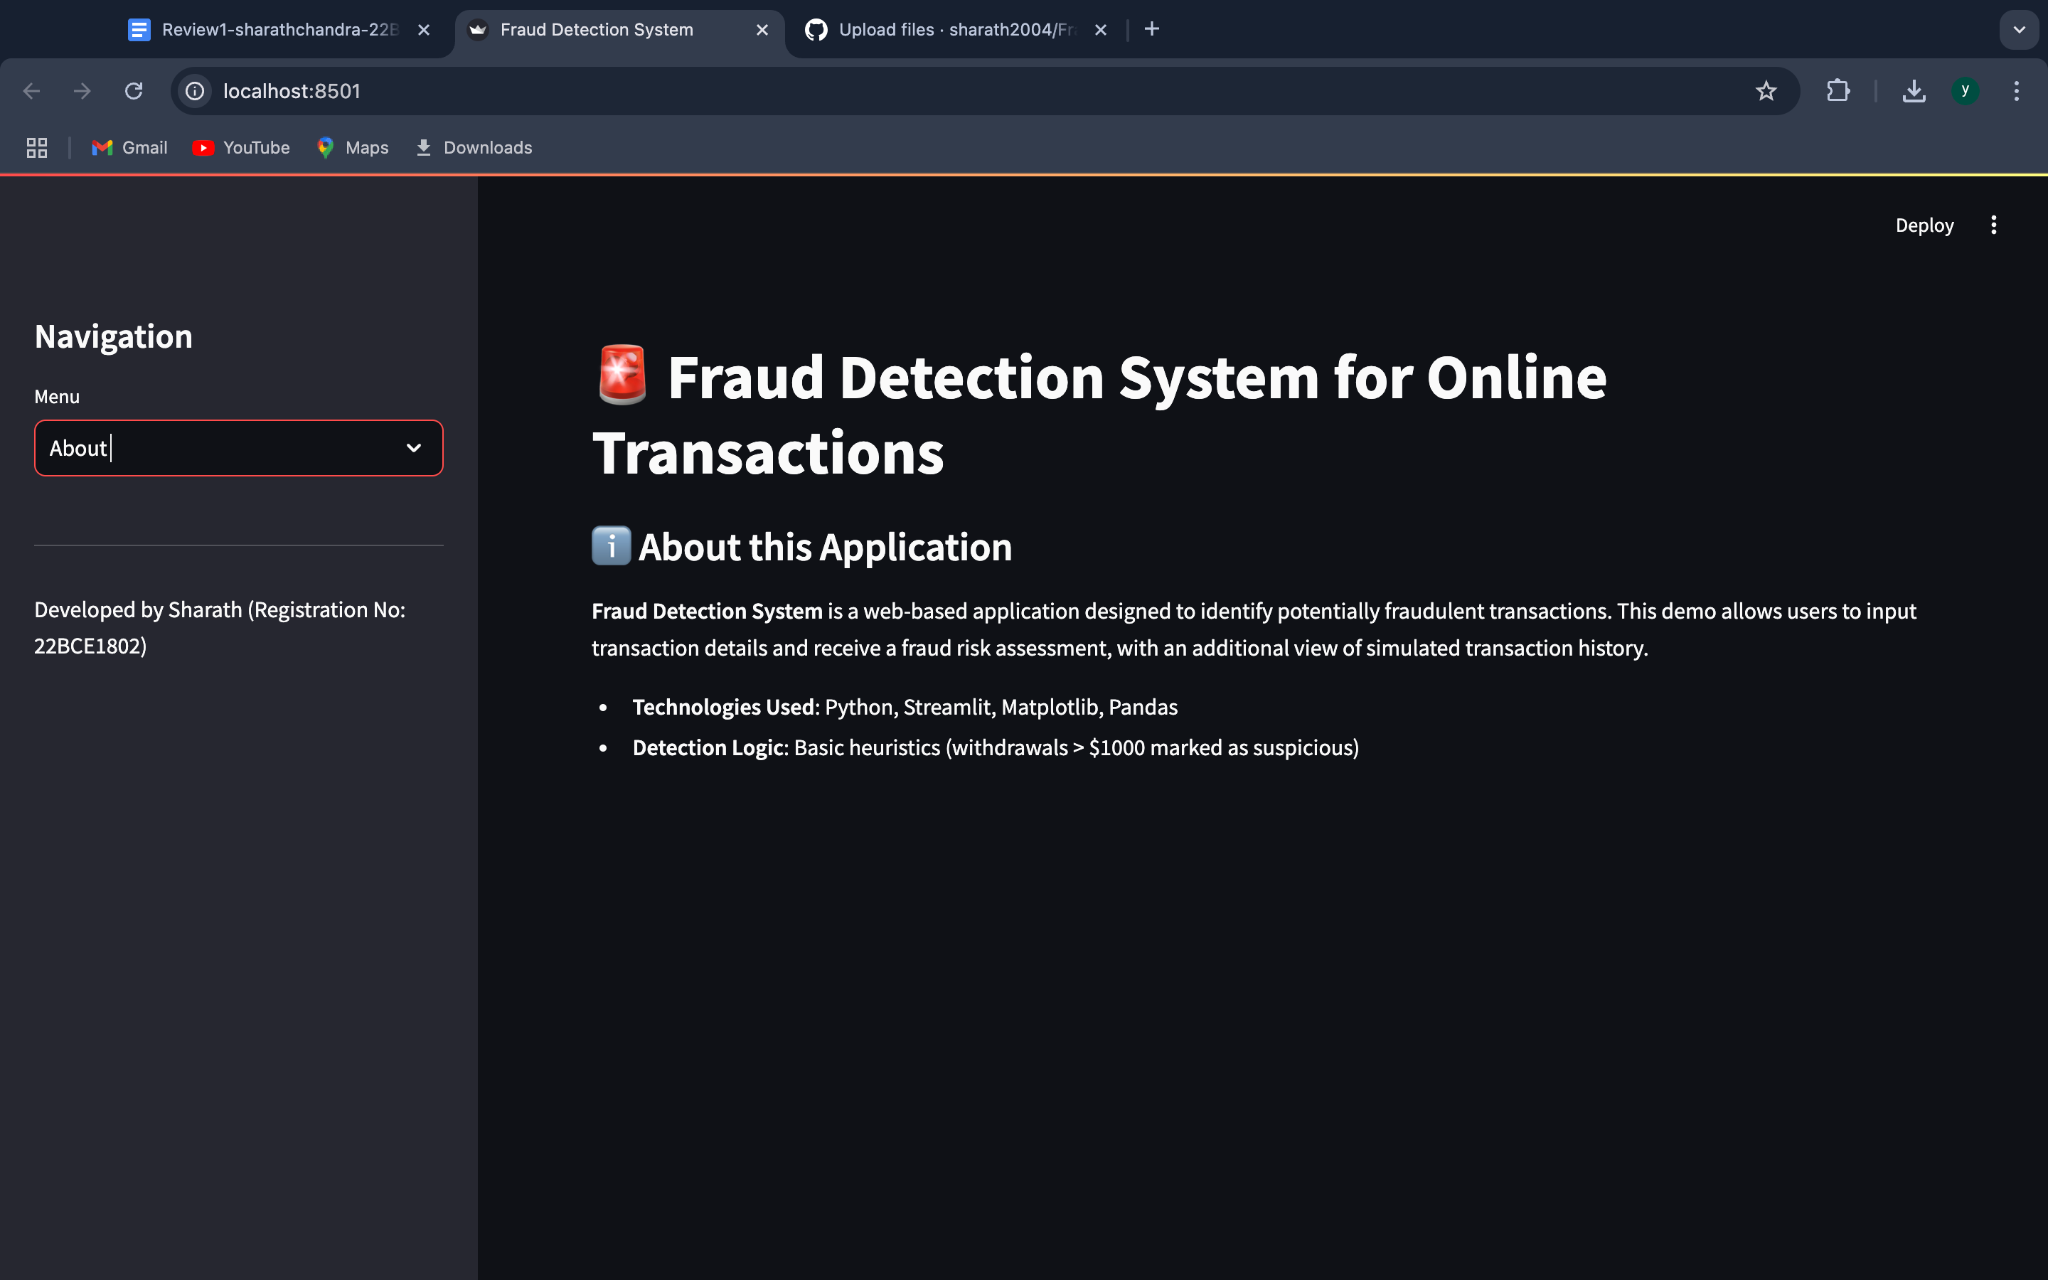 Review1-sharathchandra-22B
Fraud Detection System
Upload files · sharath2004/Fr
localhost:8501
y
Gmail
YouTube
Maps
Downloads
Deploy
Navigation
Menu
About
Developed by Sharath (Registration No:
22BCE1802)
🚨 Fraud Detection System for Online
Transactions
ℹ️ About this Application
Fraud Detection System is a web-based application designed to identify potentially fraudulent transactions. This demo allows users to input
transaction details and receive a fraud risk assessment, with an additional view of simulated transaction history.
• Technologies Used: Python, Streamlit, Matplotlib, Pandas
• Detection Logic: Basic heuristics (withdrawals > $1000 marked as suspicious)